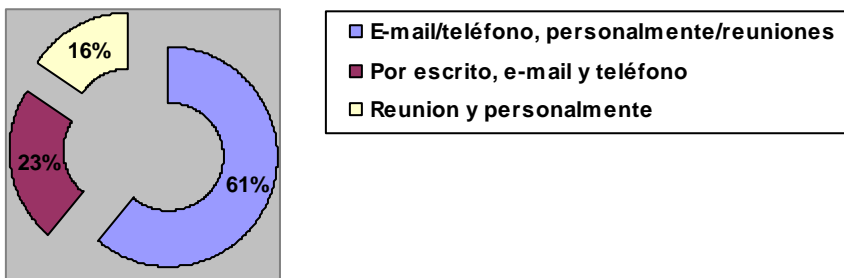 16%
23%
61%
E-mail/teléfono, personalmente/reuniones
Por escrito, e-mail y teléfono
Reunion y personalmente